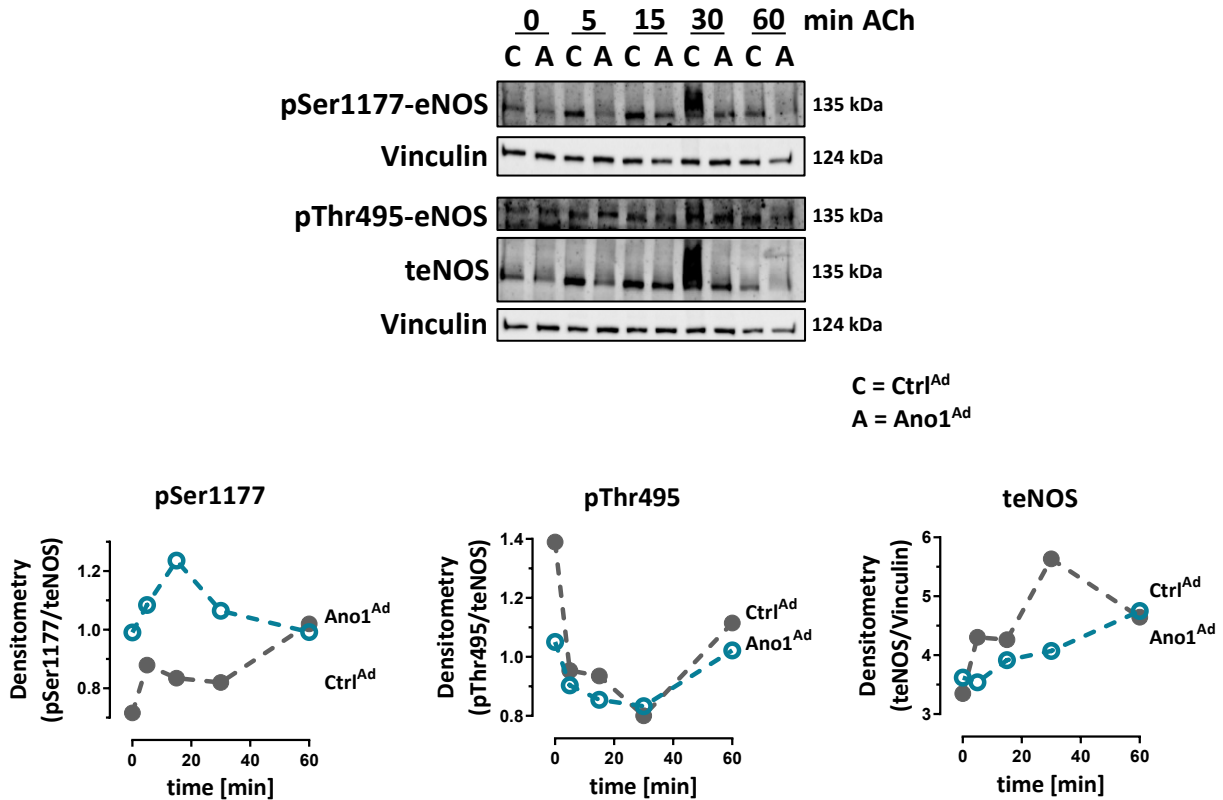 0 5 15 30 60 min ACh
C A C A C A C A C A
pSer1177-eNOS 135 kDa
Vinculin 124 kDa
pThr495-eNOS 135 kDa
teNOS 135 kDa
Vinculin 124 kDa
C = Ctrl^Ad
A = Ano1^Ad
pSer1177
Densitometry
(pSer1177/teNOS)
1.2
1.0
0.8
Ano1^Ad
Ctrl^Ad
0 20 40 60
time [min]
pThr495
Densitometry
(pThr495/teNOS)
1.4
1.2
1.0
0.8
Ctrl^Ad
Ano1^Ad
0 20 40 60
time [min]
teNOS
Densitometry
(teNOS/Vinculin)
6
5
4
3
Ctrl^Ad
Ano1^Ad
0 20 40 60
time [min]